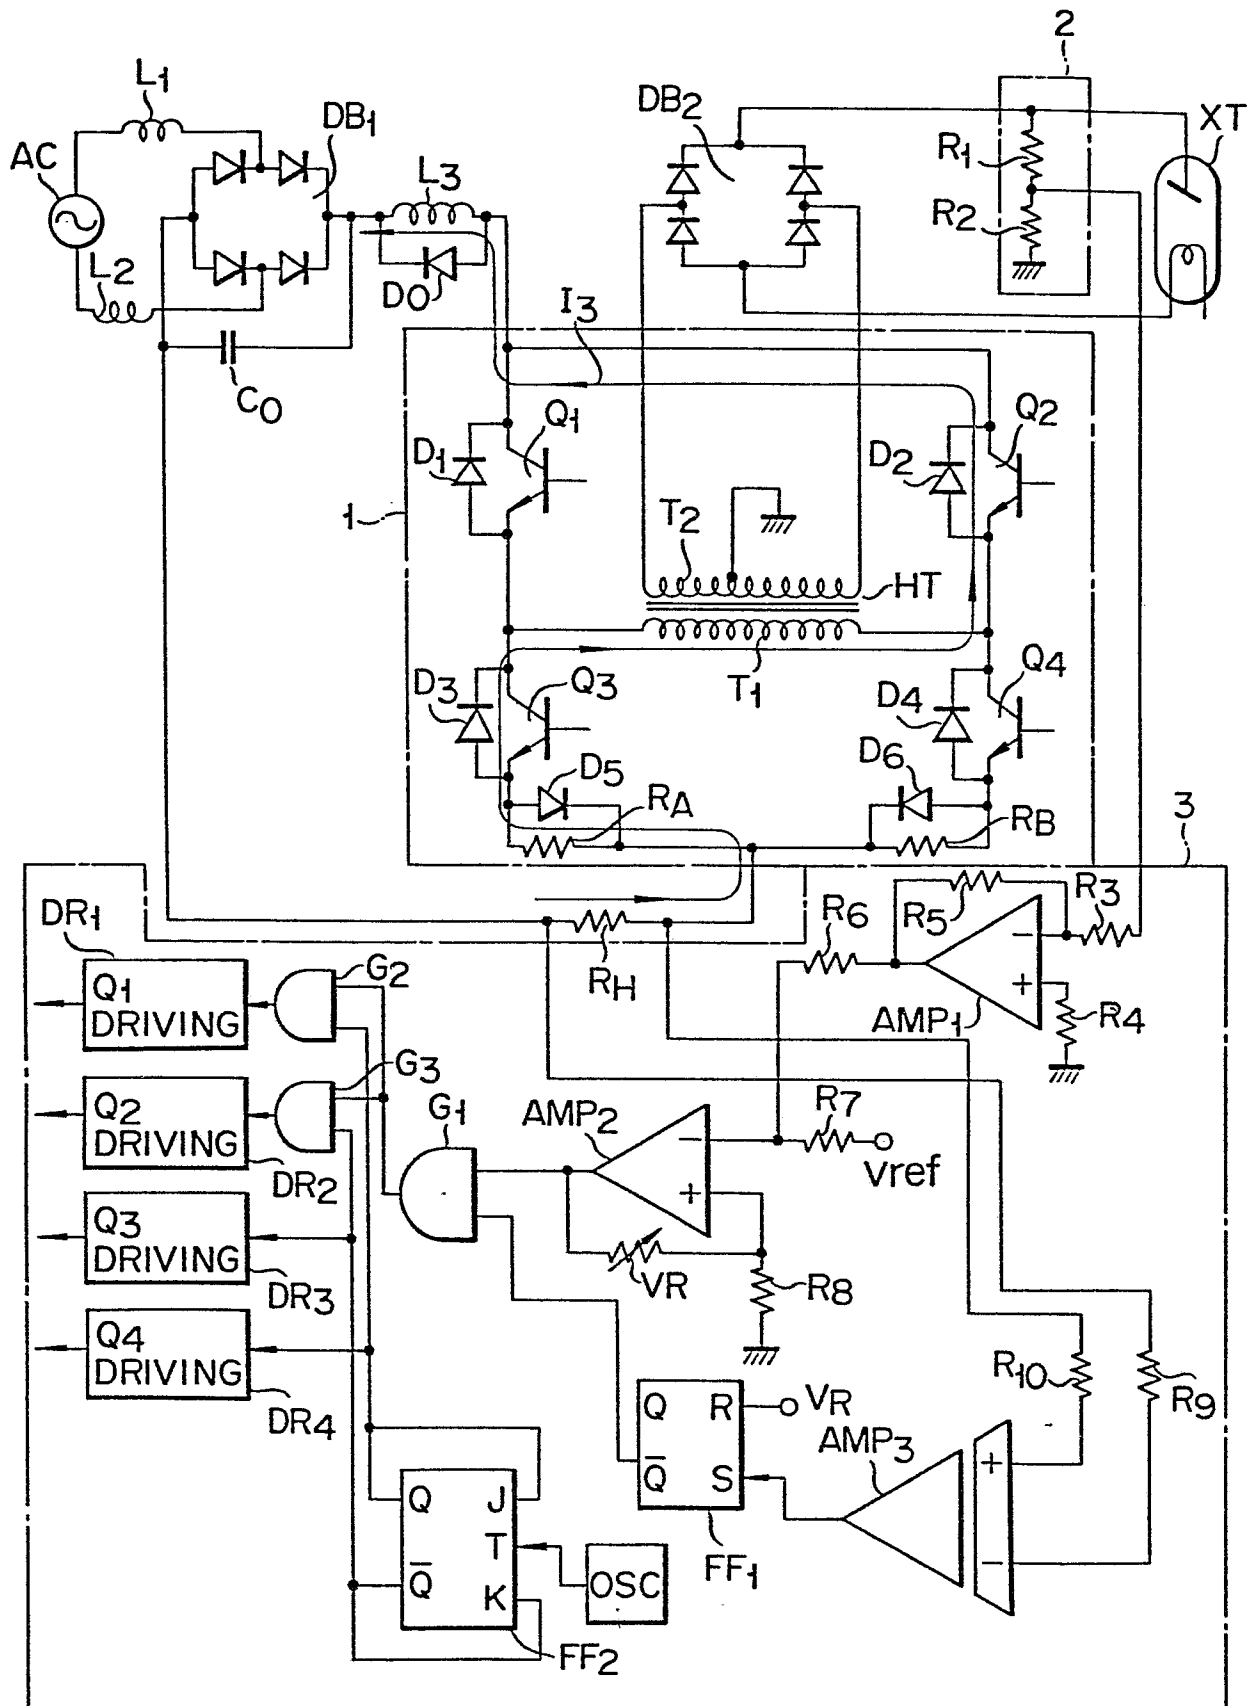 2
L1
DB1
DB2
XT
AC
L3
R1
R2
L2
D0
I3
C0
Q1
Q2
D1
D2
1
T2
HT
T1
Q3
Q4
D3
D4
D5
D6
RA
RB
3
DR1
R6
R5
R3
G2
RH
Q1
DRIVING
AMP1
R4
G3
Q2
DRIVING
DR2
G1
AMP2
R7
Vref
Q3
DRIVING
DR3
VR
R8
Q4
DRIVING
DR4
R10
R9
Q R
VR
Q̅ S
AMP3
FF1
+
−
Q J
T
Q̅ K
OSC
FF2